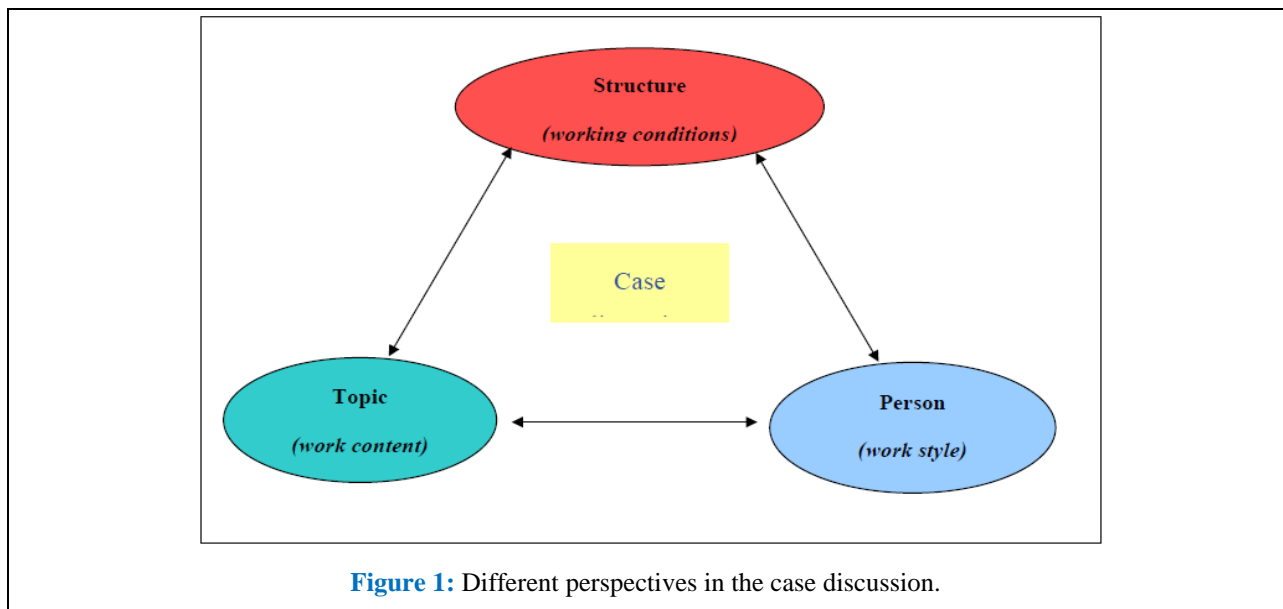 Structure
(working conditions)
Case
Topic
(work content)
Person
(work style)
Figure 1: Different perspectives in the case discussion.